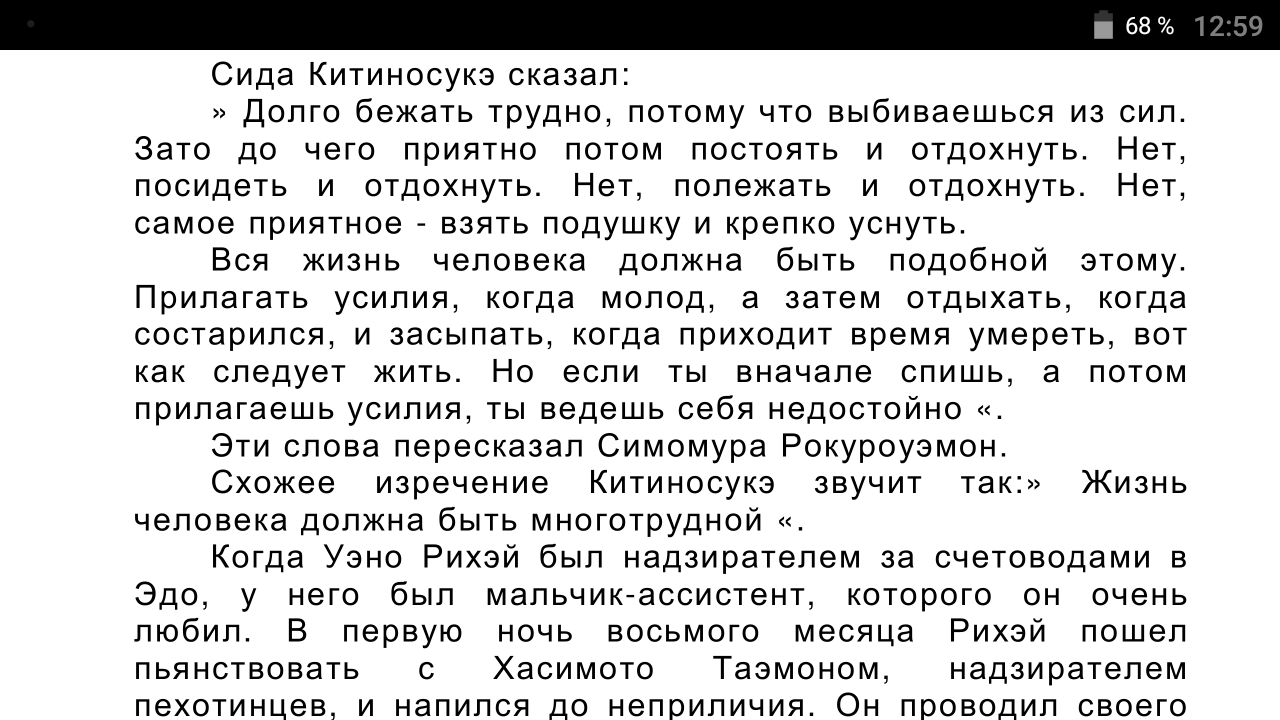 68 % 12:59
Сида Китиносукэ сказал:
» Долго бежать трудно, потому что выбиваешься из сил.
Зато до чего приятно потом постоять и отдохнуть. Нет,
посидеть и отдохнуть. Нет, полежать и отдохнуть. Нет,
самое приятное - взять подушку и крепко уснуть.
Вся жизнь человека должна быть подобной этому.
Прилагать усилия, когда молод, а затем отдыхать, когда
состарился, и засыпать, когда приходит время умереть, вот
как следует жить. Но если ты вначале спишь, а потом
прилагаешь усилия, ты ведешь себя недостойно «.
Эти слова пересказал Симомура Рокуроуэмон.
Схожее изречение Китиносукэ звучит так:» Жизнь
человека должна быть многотрудной «.
Когда Уэно Рихэй был надзирателем за счетоводами в
Эдо, у него был мальчик-ассистент, которого он очень
любил. В первую ночь восьмого месяца Рихэй пошел
пьянствовать с Хасимото Таэмоном, надзирателем
пехотинцев, и напился до неприличия. Он проводил своего